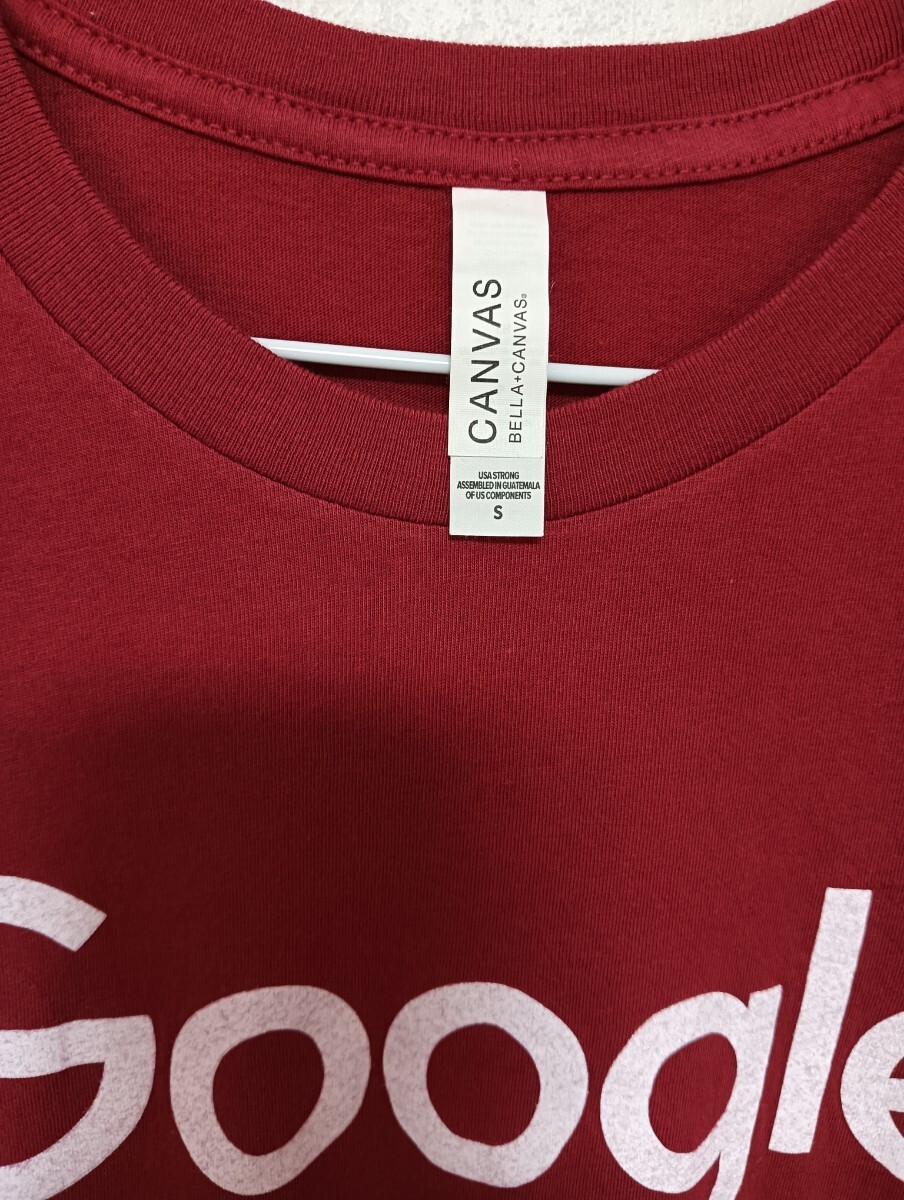 CANVAS
BELLA+CANVAS®
USA STRONG
ASSEMBLED IN GUATEMALA
OF US COMPONENTS
S
Google